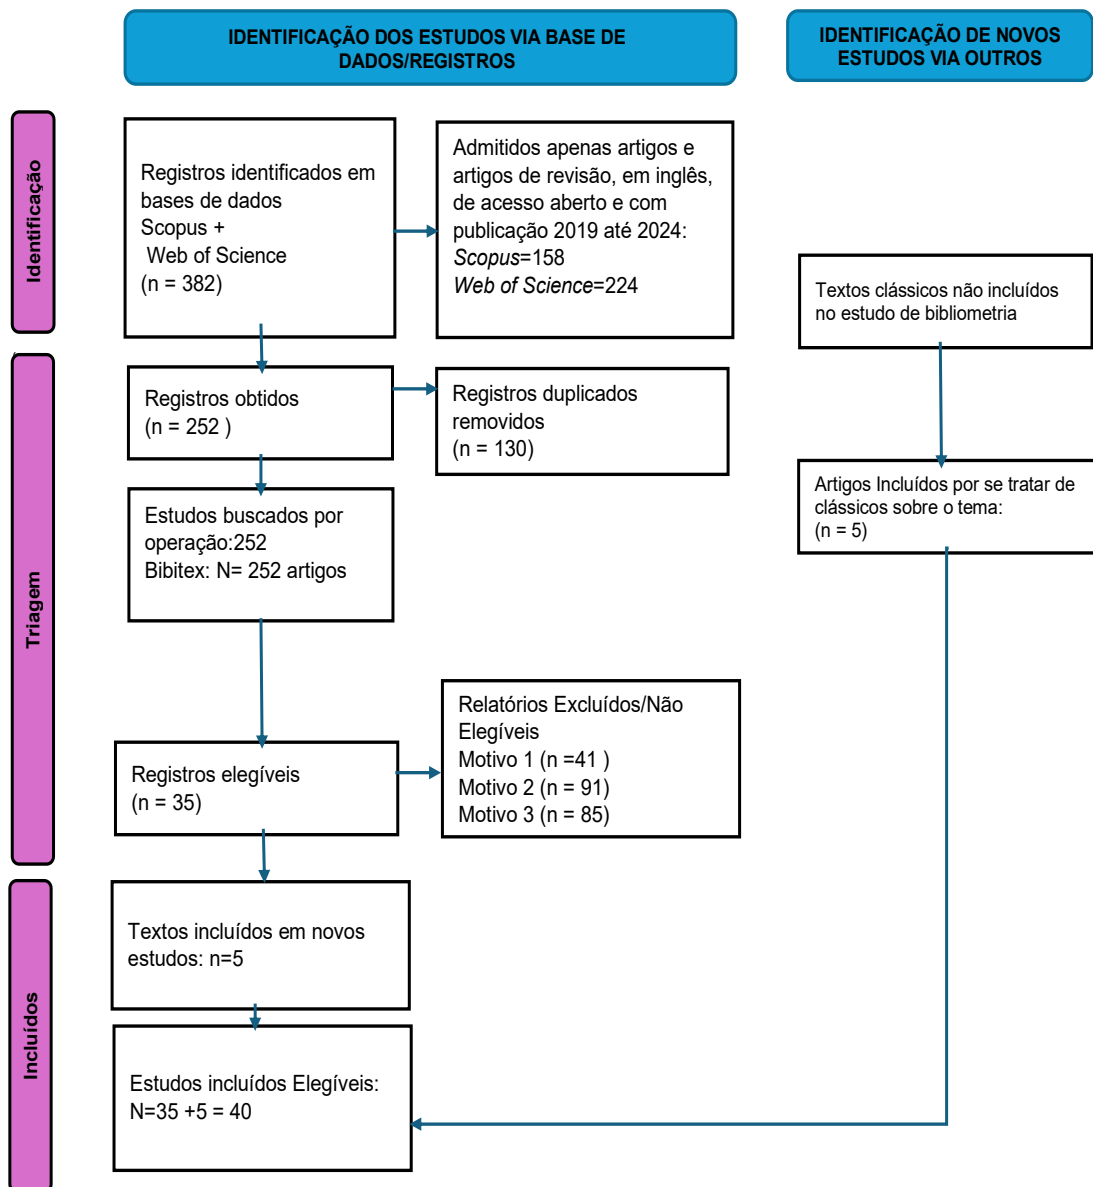 IDENTIFICAÇÃO DOS ESTUDOS VIA BASE DE
DADOS/REGISTROS
IDENTIFICAÇÃO DE NOVOS
ESTUDOS VIA OUTROS
Identificação
Registros identificados em
bases de dados
Scopus +
Web of Science
(n = 382)
Admitidos apenas artigos e
artigos de revisão, em inglês,
de acesso aberto e com
publicação 2019 até 2024:
Scopus=158
Web of Science=224
Textos clássicos não incluídos
no estudo de bibliometria
Triagem
Registros obtidos
(n = 252 )
Registros duplicados
removidos
(n = 130)
Artigos Incluídos por se tratar de
clássicos sobre o tema:
(n = 5)
Estudos buscados por
operação:252
Bibitex: N= 252 artigos
Registros elegíveis
(n = 35)
Relatórios Excluídos/Não
Elegíveis
Motivo 1 (n =41 )
Motivo 2 (n = 91)
Motivo 3 (n = 85)
Incluídos
Textos incluídos em novos
estudos: n=5
Estudos incluídos Elegíveis:
N=35 +5 = 40